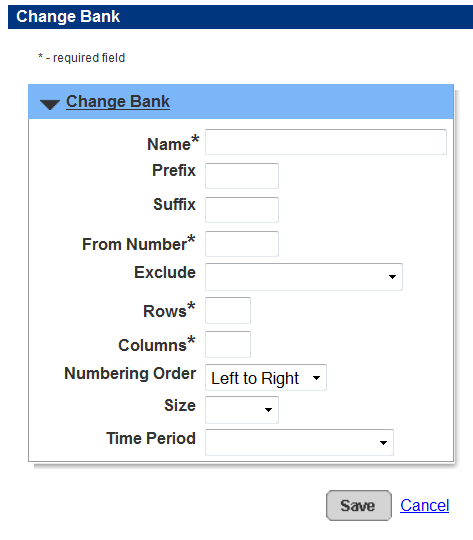 Change Bank
* - required field
Change Bank
Name*
Prefix
Suffix
From Number*
Exclude
Rows*
Columns*
Numbering Order Left to Right
Size
Time Period
Save Cancel